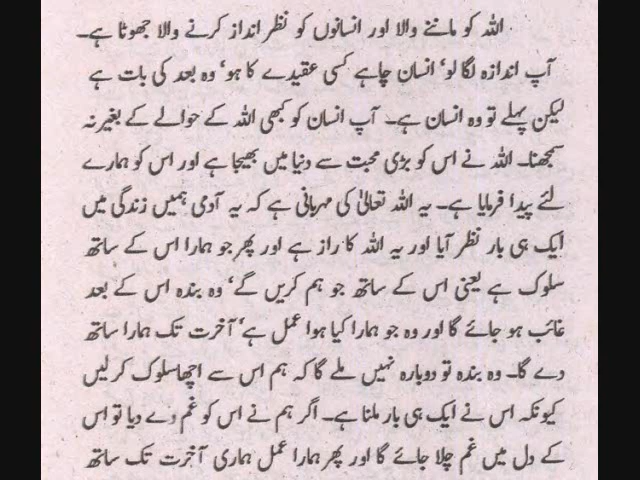 اللہ کو ماننے والا اور انسانوں کو نظر انداز کرنے والا جھوٹا ہے۔
آپ اندازہ لگا لو، انسان چاہے کسی عقیدے کا ہو، وہ بعد کی بات ہے
لیکن پہلے تو وہ انسان ہے۔ آپ انسان کو کبھی اللہ کے حوالے کے بغیر نہ
سمجھنا۔ اللہ نے اس کو بڑی محبت سے دنیا میں بھیجا ہے اور اس کو ہمارے
لئے پیدا فرمایا ہے۔ یہ اللہ تعالیٰ کی مہربانی ہے کہ یہ آدمی ہمیں زندگی میں
ایک ہی بار نظر آیا اور یہ اللہ کا راز ہے اور پھر جو ہمارا اس کے ساتھ
سلوک ہے یعنی اس کے ساتھ جو ہم کریں گے، وہ بندہ اس کے بعد
غائب ہو جائے گا اور وہ جو ہمارا کیا ہوا عمل ہے، آخرت تک ہمارا ساتھ
دے گا۔ وہ بندہ تو دوبارہ نہیں ملے گا کہ ہم اس سے اچھا سلوک کر لیں
کیونکہ اس نے ایک ہی بار ملنا ہے۔ اگر ہم نے اس کو غم دے دیا تو اس
کے دل میں غم چلا جائے گا اور پھر ہمارا عمل ہماری آخرت تک ساتھ